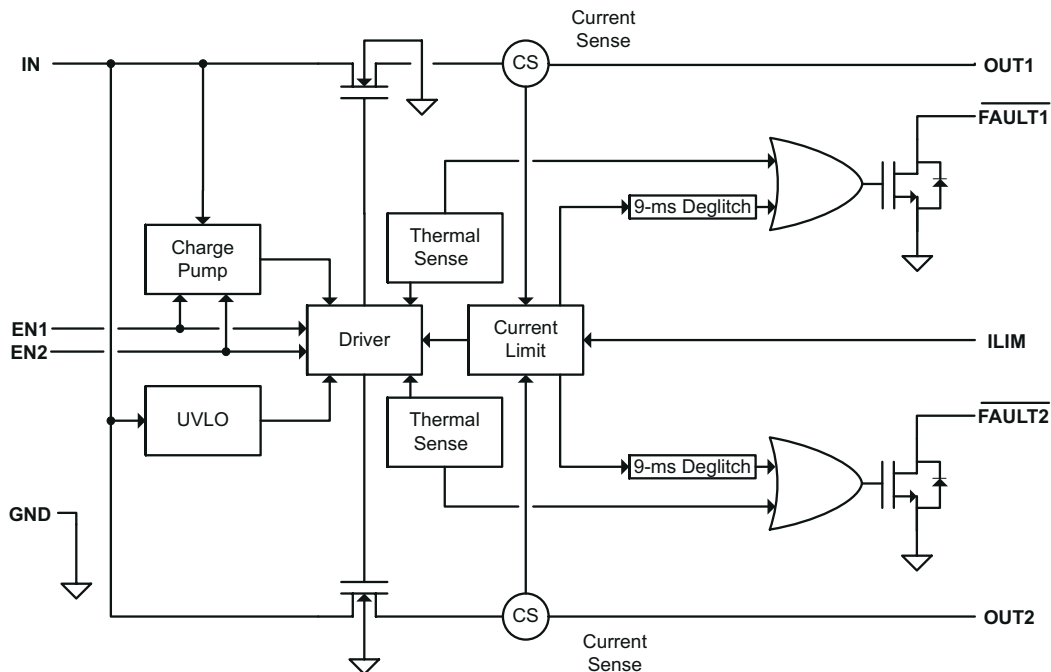 Current
Sense
IN
CS
OUT1
FAULT1
9-ms Deglitch
Thermal
Sense
Charge
Pump
EN1
EN2
Driver
Current
Limit
ILIM
UVLO
Thermal
Sense
FAULT2
9-ms Deglitch
GND
CS
OUT2
Current
Sense